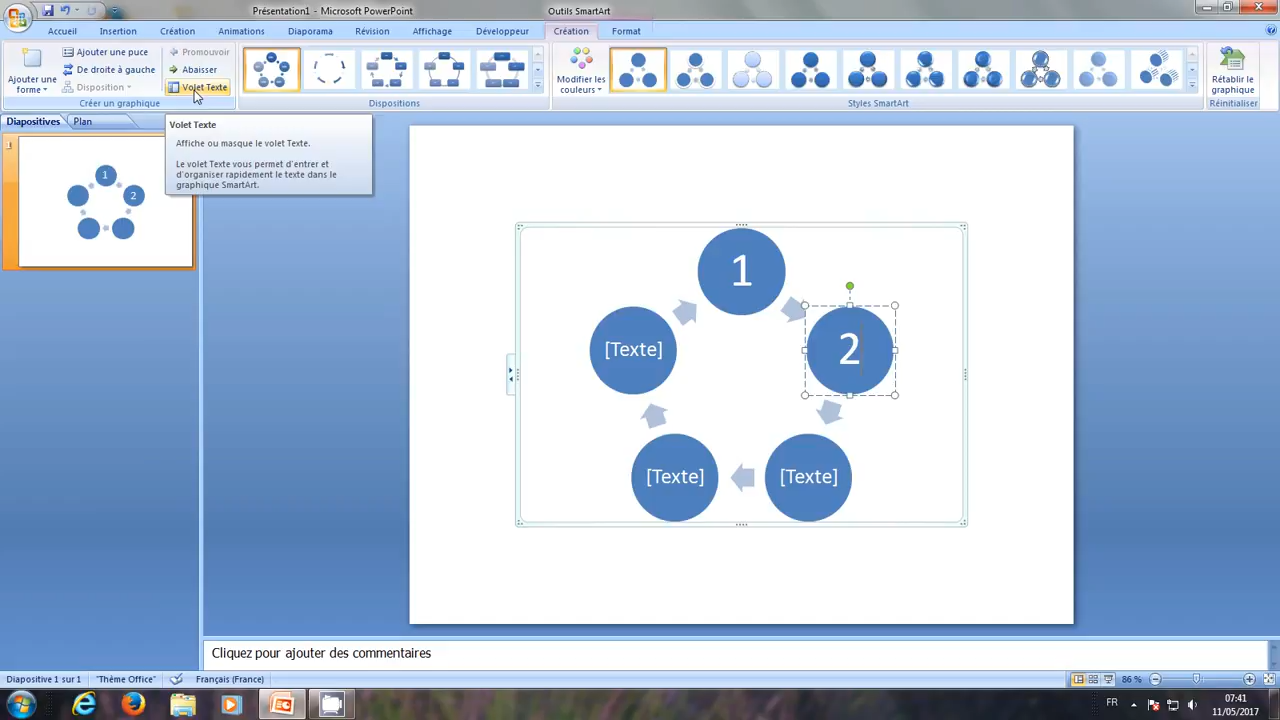 Présentation1 - Microsoft PowerPoint
Outils SmartArt
Accueil
Insertion
Création
Animations
Diaporama
Révision
Affichage
Développeur
Création
Format
Ajouter une forme
Ajouter une puce
De droite à gauche
Disposition
Promouvoir
Abaisser
Volet Texte
Modifier les couleurs
Rétablir le graphique
Créer un graphique
Dispositions
Styles SmartArt
Réinitialiser
Diapositives
Plan
Volet Texte
Affiche ou masque le volet Texte.
Le volet Texte vous permet d'entrer et
d'organiser rapidement le texte dans le
graphique SmartArt.
1
1
2
1
2
[Texte]
[Texte]
[Texte]
Cliquez pour ajouter des commentaires
Diapositive 1 sur 1
"Thème Office"
Français (France)
86 %
FR
07:41
11/05/2017